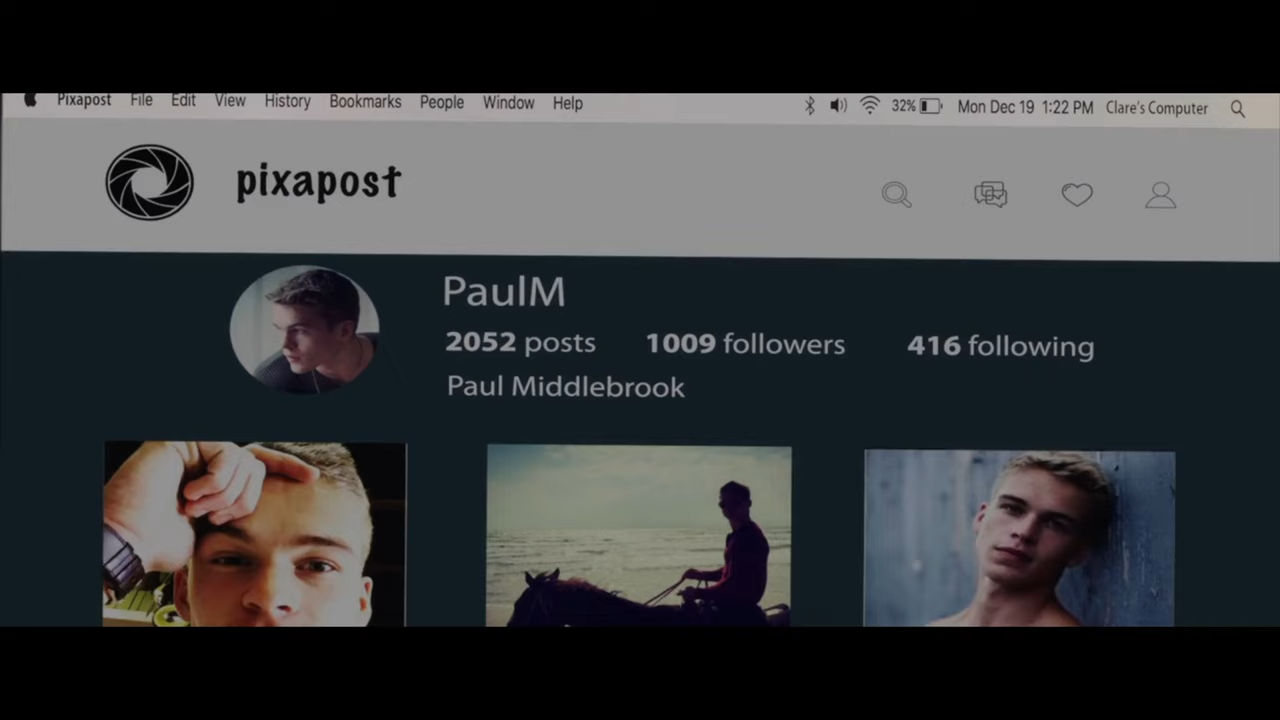 Pixapost File Edit View History Bookmarks People Window Help 32% Mon Dec 19 1:22 PM Clare's Computer
pixapost
PaulM
2052 posts 1009 followers 416 following
Paul Middlebrook